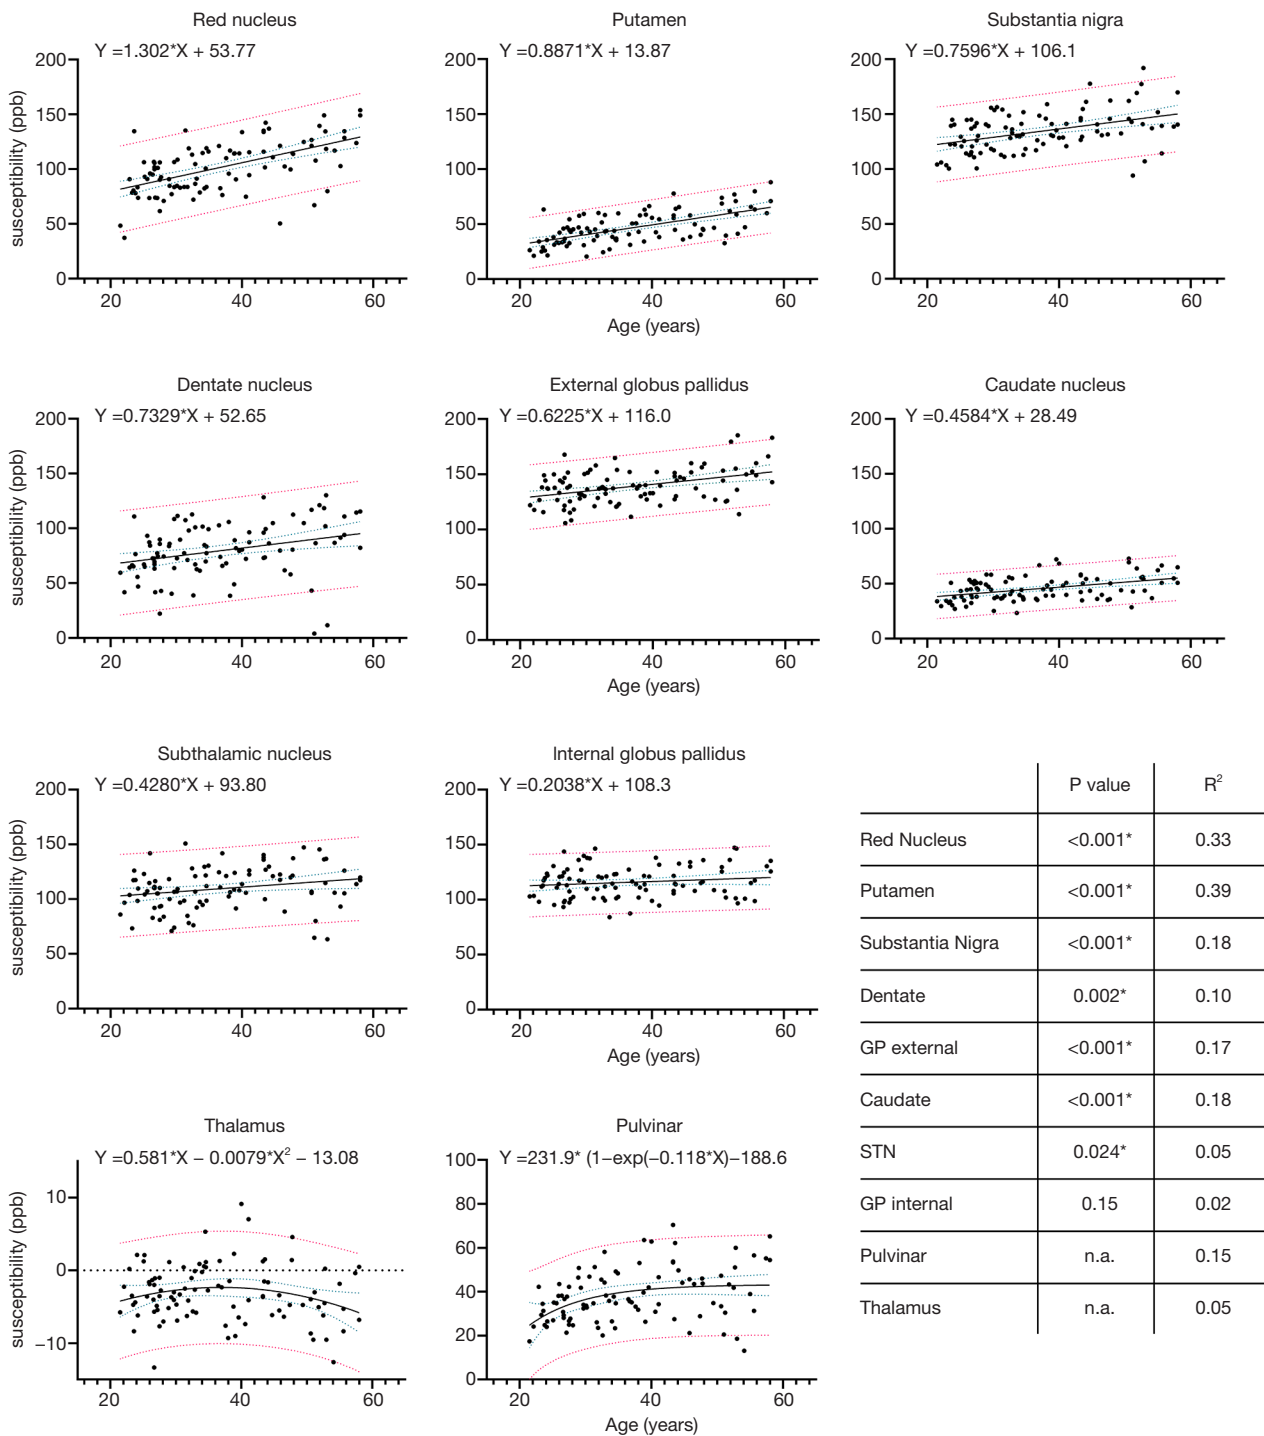 Red nucleus
Y =1.302*X + 53.77
susceptibility (ppb)
200
150
100
50
0
20 40 60
Putamen
Y =0.8871*X + 13.87
200
150
100
50
0
20 40 60
Age (years)
Substantia nigra
Y =0.7596*X + 106.1
200
150
100
50
0
20 40 60
Dentate nucleus
Y =0.7329*X + 52.65
susceptibility (ppb)
200
150
100
50
0
20 40 60
External globus pallidus
Y =0.6225*X + 116.0
200
150
100
50
0
20 40 60
Age (years)
Caudate nucleus
Y =0.4584*X + 28.49
200
150
100
50
0
20 40 60
Subthalamic nucleus
Y =0.4280*X + 93.80
susceptibility (ppb)
200
150
100
50
0
20 40 60
Internal globus pallidus
Y =0.2038*X + 108.3
200
150
100
50
0
20 40 60
Age (years)
P value R²
Red Nucleus <0.001* 0.33
Putamen <0.001* 0.39
Substantia Nigra <0.001* 0.18
Dentate 0.002* 0.10
GP external <0.001* 0.17
Caudate <0.001* 0.18
STN 0.024* 0.05
GP internal 0.15 0.02
Pulvinar n.a. 0.15
Thalamus n.a. 0.05
Thalamus
Y =0.581*X − 0.0079*X² − 13.08
susceptibility (ppb)
10
0
−10
20 40 60
Pulvinar
Y =231.9* (1−exp(−0.118*X)−188.6
100
80
60
40
20
0
20 40 60
Age (years)